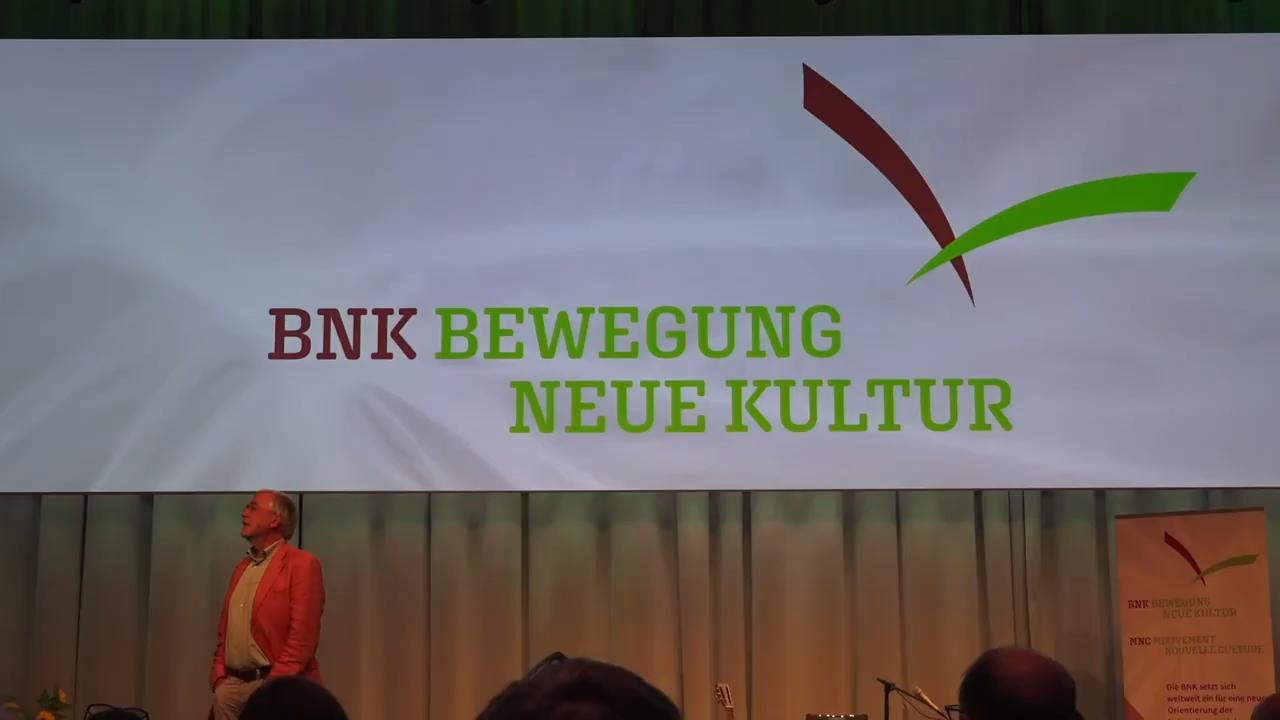 BNK BEWEGUNG
NEUE KULTUR
BNK BEWEGUNG
NEUE KULTUR
MNC MOUVEMENT
NOUVELLE CULTURE
Die BNK setzt sich
weltweit ein für eine neue
Orientierung der